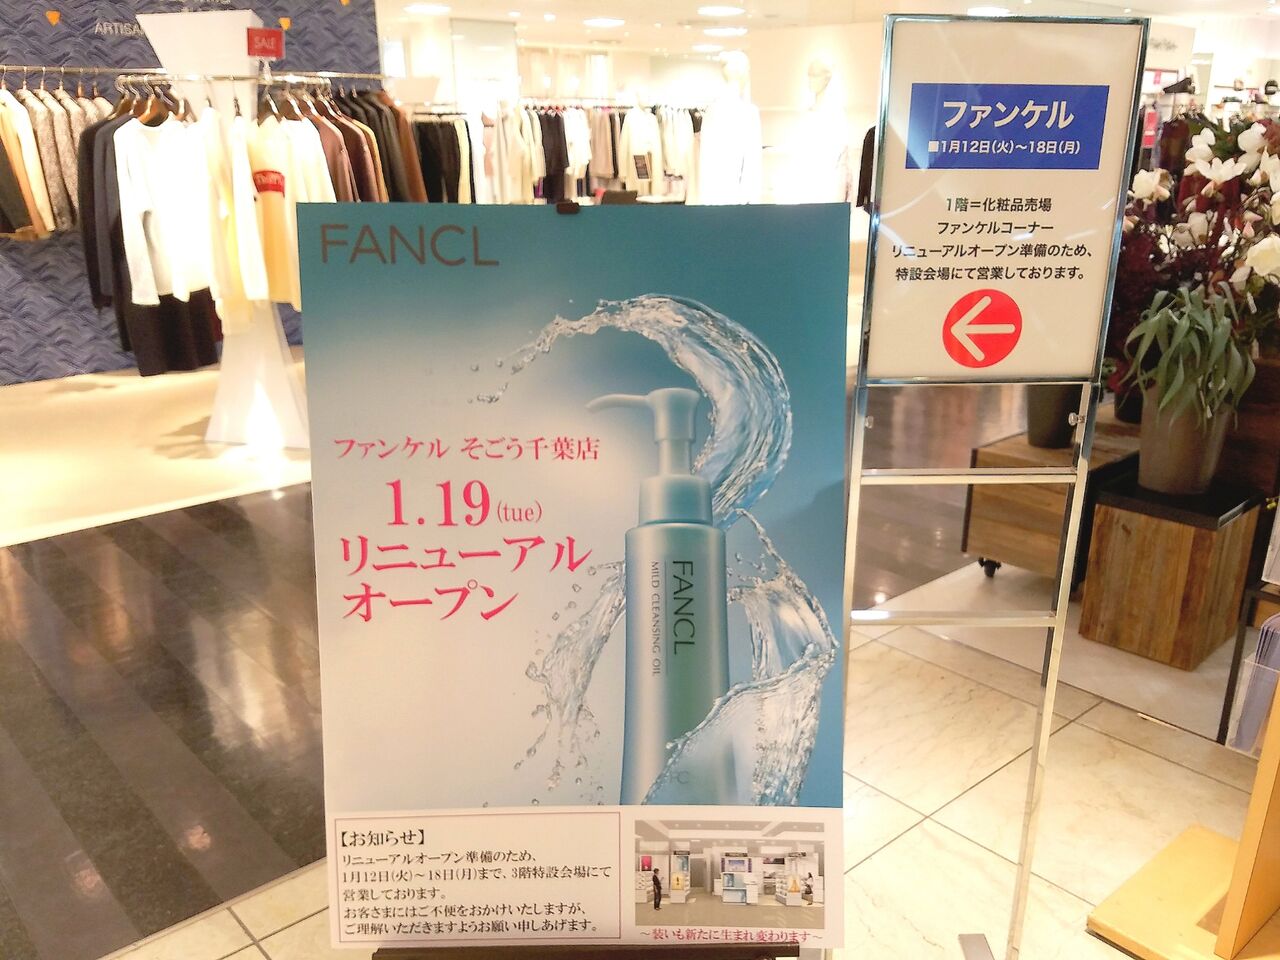 ARTISA
SALE
FANCL
ファンケル そごう千葉店
1.19(tue)
リニューアル
オープン
FANCL
MILD CLEANSING OIL
【お知らせ】
リニューアルオープン準備のため、
1月12日(火)～18日(月)まで、3階特設会場にて
営業しております。
お客さまにはご不便をおかけいたしますが、
ご理解いただきますようお願い申しあげます。
～装いも新たに生まれ変わります～
ファンケル
■1月12日(火)～18日(月)
1階＝化粧品売場
ファンケルコーナー
リニューアルオープン準備のため、
特設会場にて営業しております。